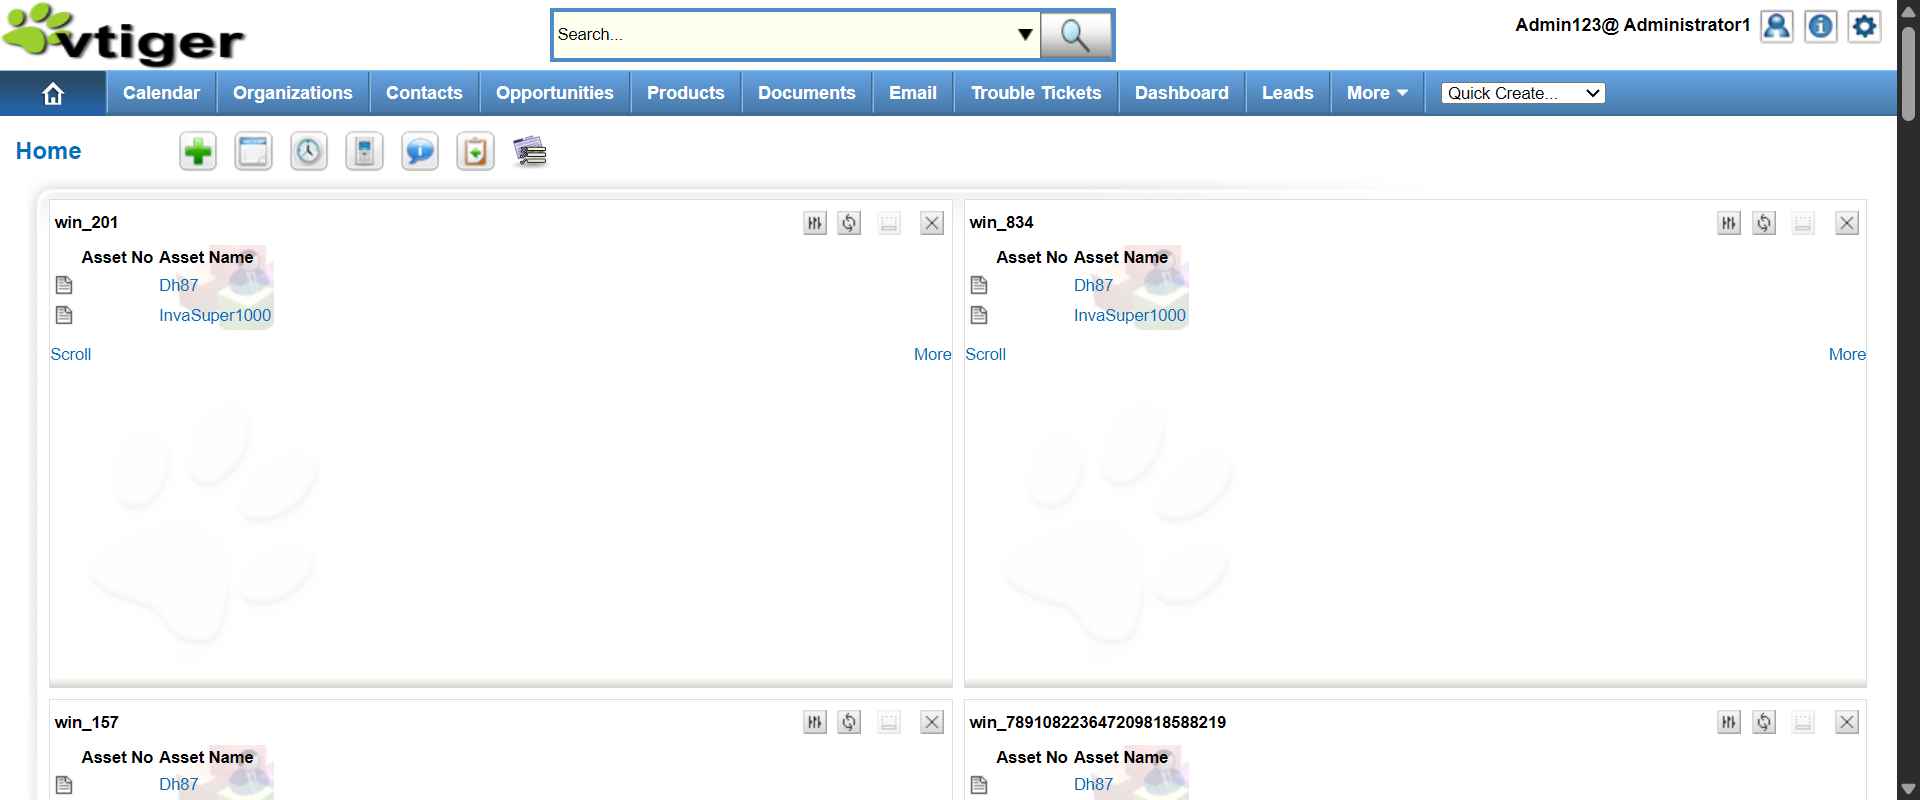 vtiger
Search...
Admin123@ Administrator1
Calendar Organizations Contacts Opportunities Products Documents Email Trouble Tickets Dashboard Leads More Quick Create...
Home
win_201
Asset No Asset Name
Dh87
InvaSuper1000
Scroll More
win_834
Asset No Asset Name
Dh87
InvaSuper1000
Scroll More
win_157
Asset No Asset Name
Dh87
win_789108223647209818588219
Asset No Asset Name
Dh87